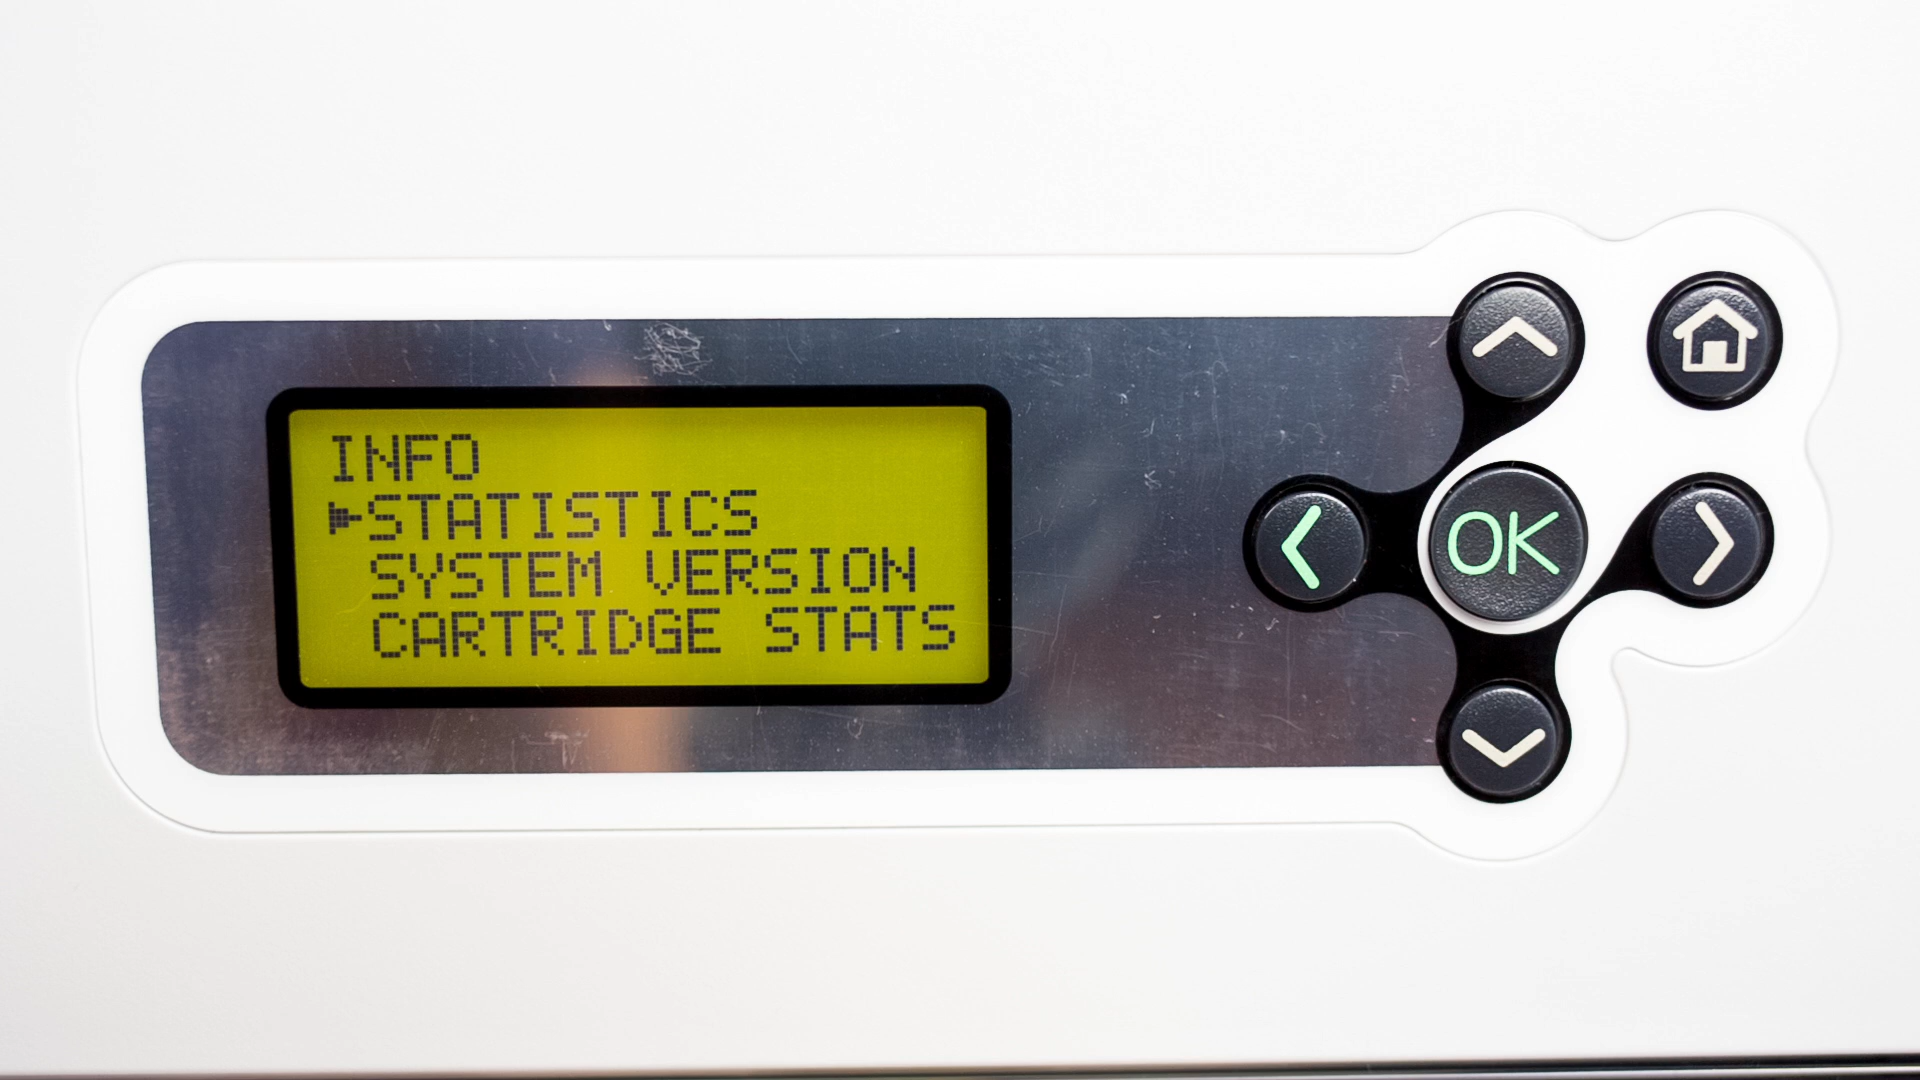 INFO
▶STATISTICS
SYSTEM VERSION
CARTRIDGE STATS
OK